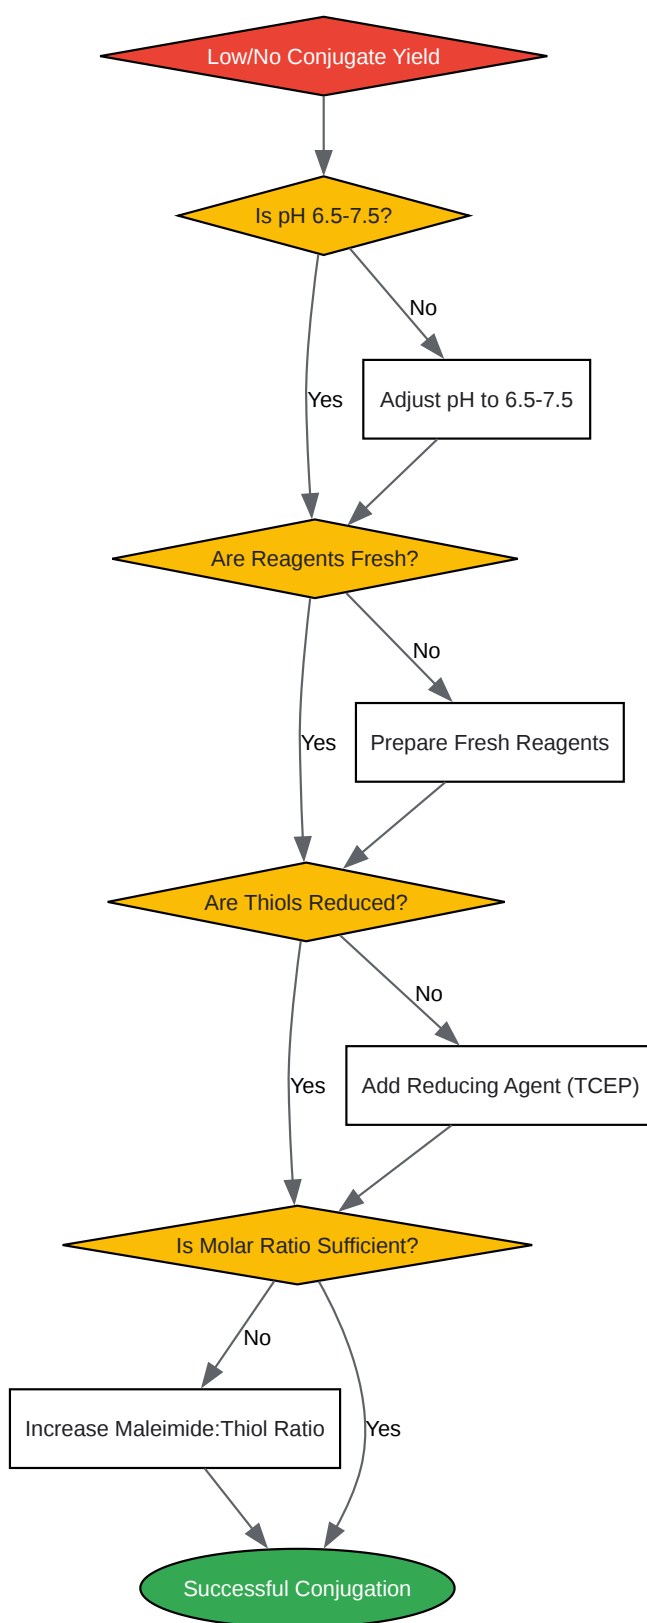 Low/No Conjugate Yield
Is pH 6.5-7.5?
No
Yes
Adjust pH to 6.5-7.5
Are Reagents Fresh?
No
Yes
Prepare Fresh Reagents
Are Thiols Reduced?
No
Yes
Add Reducing Agent (TCEP)
Is Molar Ratio Sufficient?
No
Increase Maleimide:Thiol Ratio
Yes
Successful Conjugation